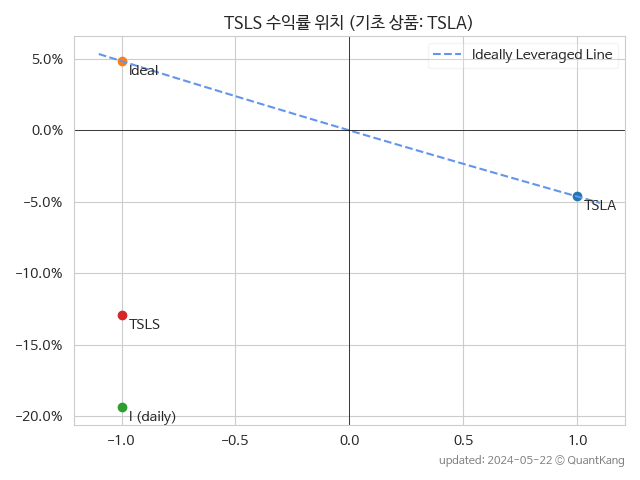 TSLS 수익률 위치 (기초 상품: TSLA)
Ideally Leveraged Line
5.0%
Ideal
0.0%
−5.0%
TSLA
−10.0%
TSLS
−15.0%
−20.0%
I (daily)
−1.0 −0.5 0.0 0.5 1.0
updated: 2024-05-22 © QuantKang